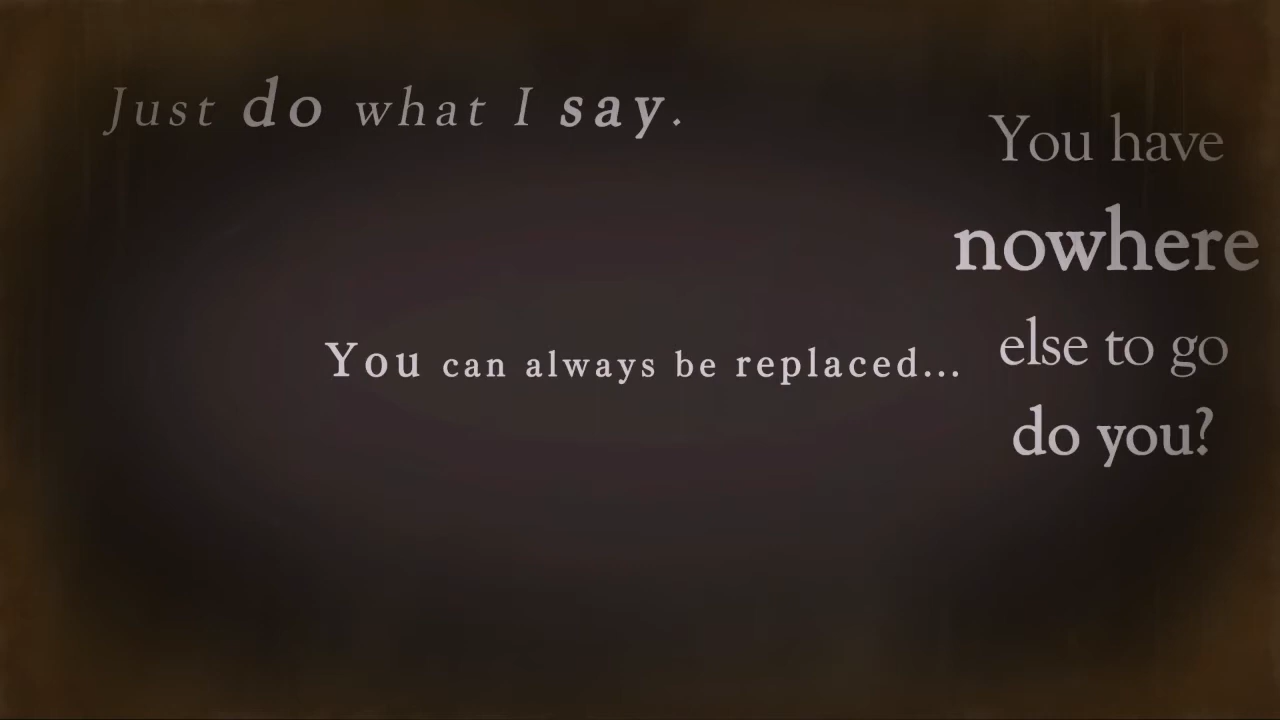 Just do what I say.
You have
nowhere
else to go
do you?
You can always be replaced...